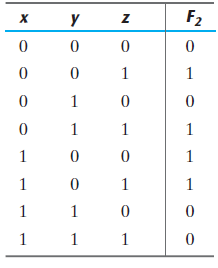 x y z F₂
0 0 0 0
0 0 1 1
0 1 0 0
0 1 1 1
1 0 0 1
1 0 1 1
1 1 0 0
1 1 1 0